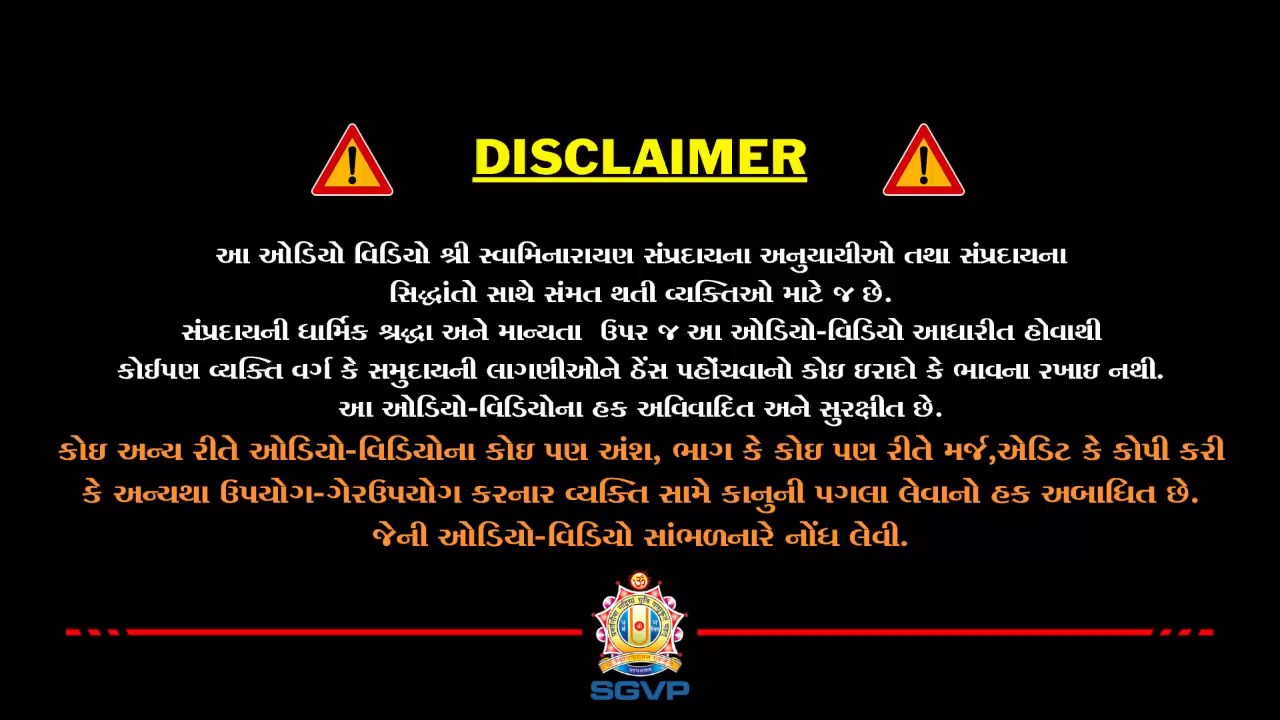 DISCLAIMER
આ ઓડિયો વિડિયો શ્રી સ્વામિનારાયણ સંપ્રદાયના અનુયાયીઓ તથા સંપ્રદાયના
સિદ્ધાંતો સાથે સંમત થતી વ્યક્તિઓ માટે જ છે.
સંપ્રદાયની ધાર્મિક શ્રદ્ધા અને માન્યતા ઉપર જ આ ઓડિયો-વિડિયો આધારીત હોવાથી
કોઈપણ વ્યક્તિ વર્ગ કે સમુદાયની લાગણીઓને ઠેંસ પહોંચવાનો કોઇ ઇરાદો કે ભાવના રખાઇ નથી.
આ ઓડિયો-વિડિયોના હક અવિવાદિત અને સુરક્ષીત છે.
કોઇ અન્ય રીતે ઓડિયો-વિડિયોના કોઇ પણ અંશ, ભાગ કે કોઇ પણ રીતે મર્જ,એડિટ કે કોપી કરી
કે અન્યથા ઉપયોગ-ગેરઉપયોગ કરનાર વ્યક્તિ સામે કાનુની પગલા લેવાનો હક અબાધિત છે.
જેની ઓડિયો-વિડિયો સાંભળનારે નોંધ લેવી.
SGVP